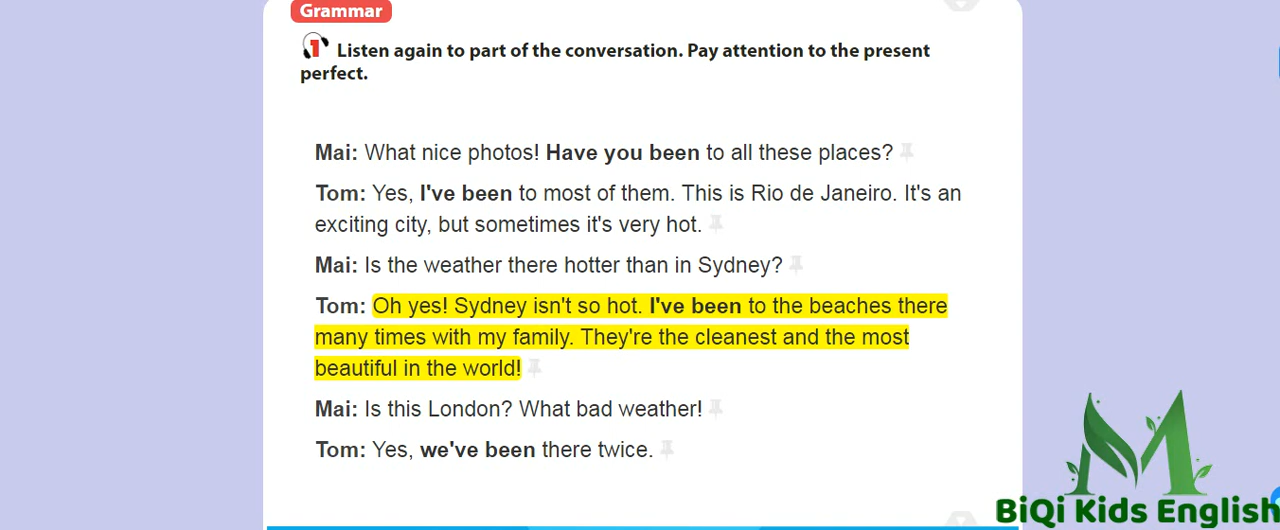 Grammar
1 Listen again to part of the conversation. Pay attention to the present
perfect.
Mai: What nice photos! Have you been to all these places?
Tom: Yes, I've been to most of them. This is Rio de Janeiro. It's an
exciting city, but sometimes it's very hot.
Mai: Is the weather there hotter than in Sydney?
Tom: Oh yes! Sydney isn't so hot. I've been to the beaches there
many times with my family. They're the cleanest and the most
beautiful in the world!
Mai: Is this London? What bad weather!
Tom: Yes, we've been there twice.
M
BiQi Kids English